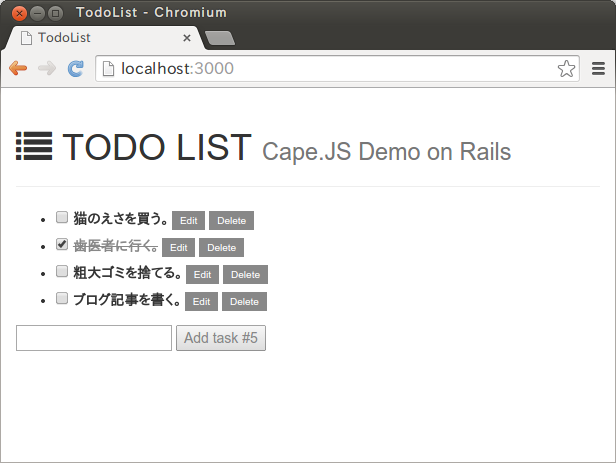 TodoList - Chromium
TodoList
localhost:3000
TODO LIST Cape.JS Demo on Rails
猫のえさを買う。 Edit Delete
歯医者に行く。 Edit Delete
粗大ゴミを捨てる。 Edit Delete
ブログ記事を書く。 Edit Delete
Add task #5